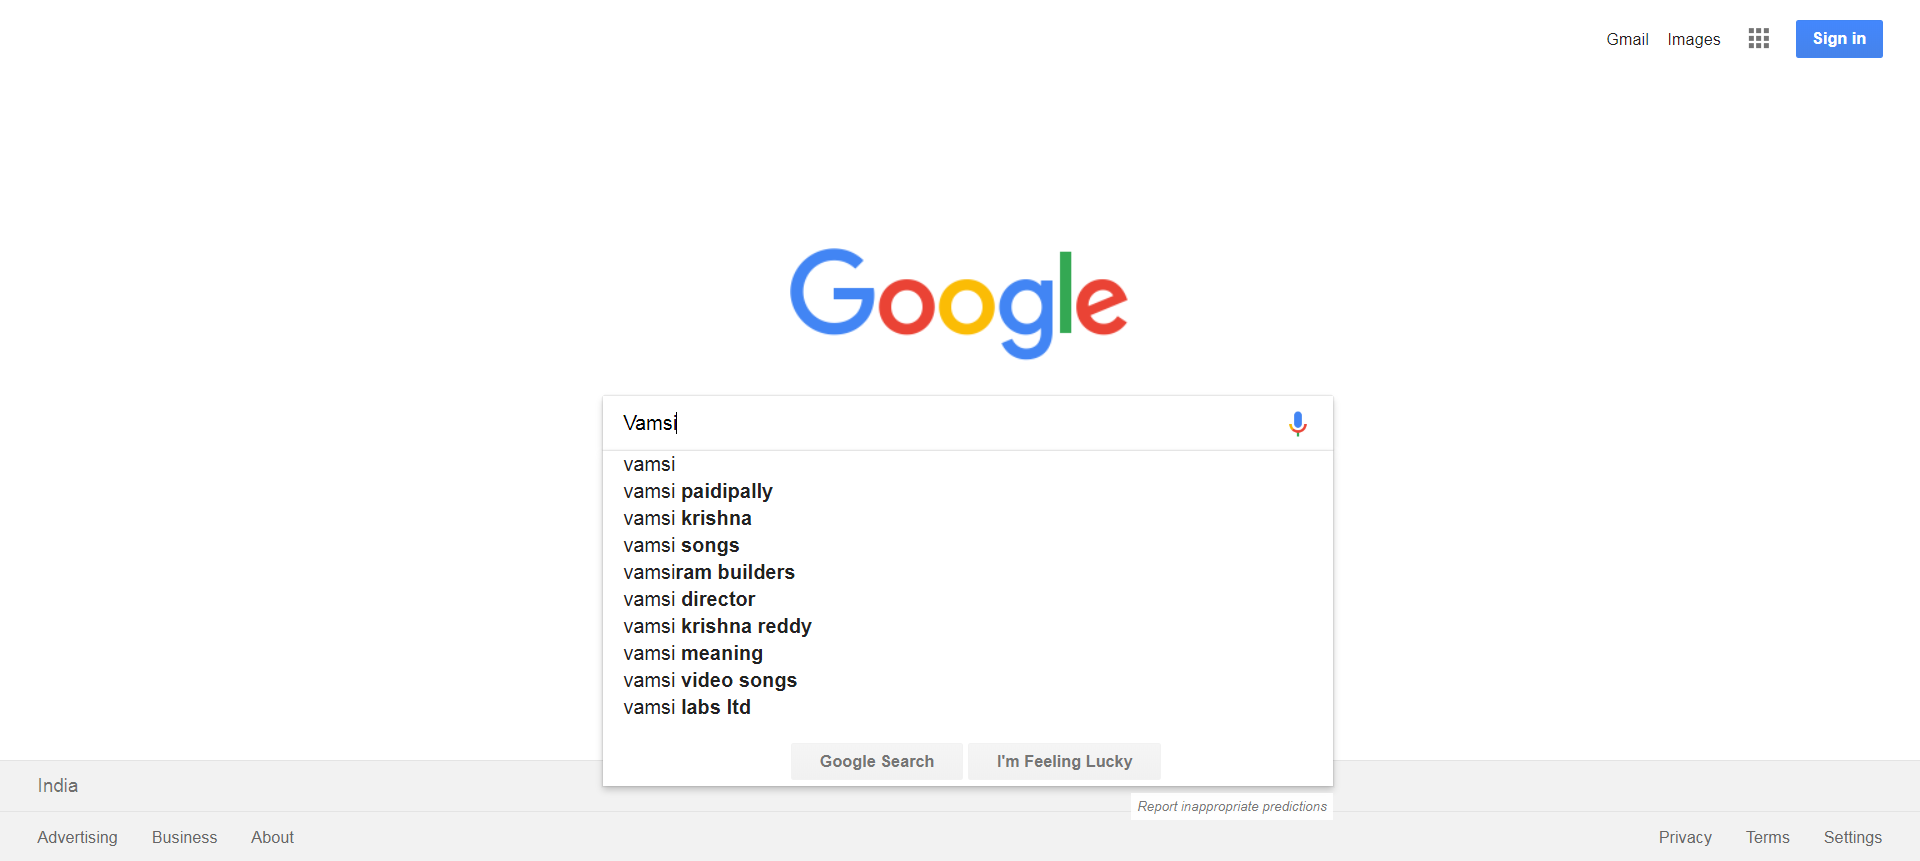 Gmail Images Sign in
Google
Vamsi
vamsi
vamsi paidipally
vamsi krishna
vamsi songs
vamsiram builders
vamsi director
vamsi krishna reddy
vamsi meaning
vamsi video songs
vamsi labs ltd
Google Search I'm Feeling Lucky
India
Report inappropriate predictions
Advertising Business About Privacy Terms Settings